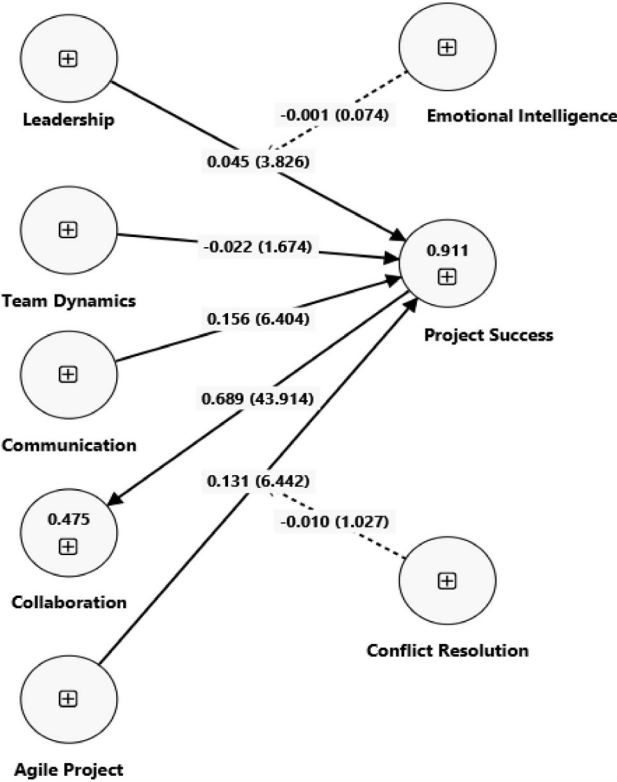 Leadership
-0.001 (0.074)
Emotional Intelligence
0.045 (3.826)
Team Dynamics
-0.022 (1.674)
0.911
Project Success
0.156 (6.404)
Communication
0.689 (43.914)
0.131 (6.442)
0.475
Collaboration
-0.010 (1.027)
Conflict Resolution
Agile Project